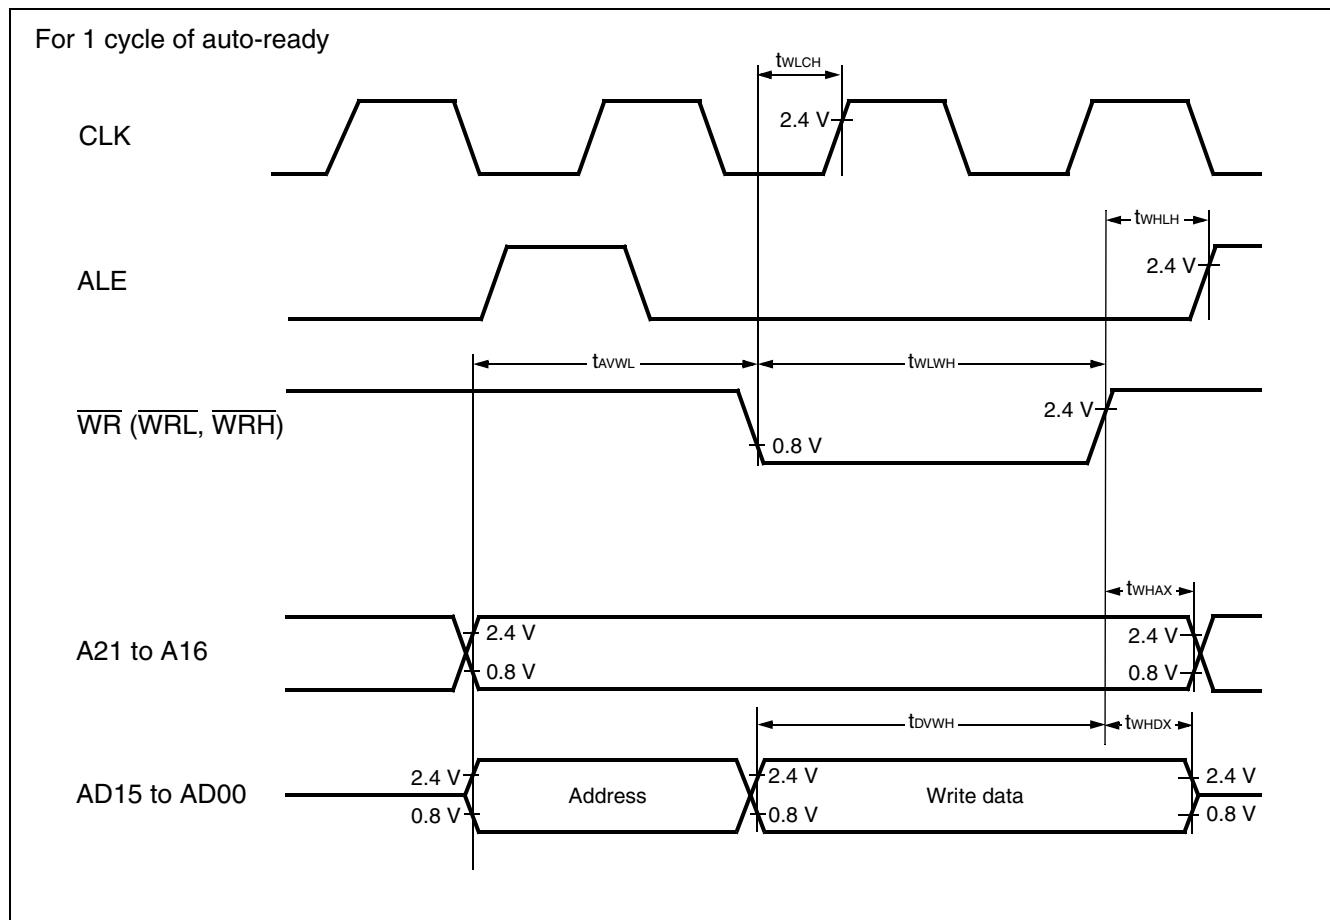 For 1 cycle of auto-ready
tWLCH
CLK
2.4 V
tWHLH
ALE
2.4 V
tAVWL
tWLWH
WR (WRL, WRH)
2.4 V
0.8 V
tWHAX
A21 to A16
2.4 V
2.4 V
0.8 V
0.8 V
tDVWH
tWHDX
AD15 to AD00
2.4 V
2.4 V
2.4 V
Address
Write data
0.8 V
0.8 V
0.8 V